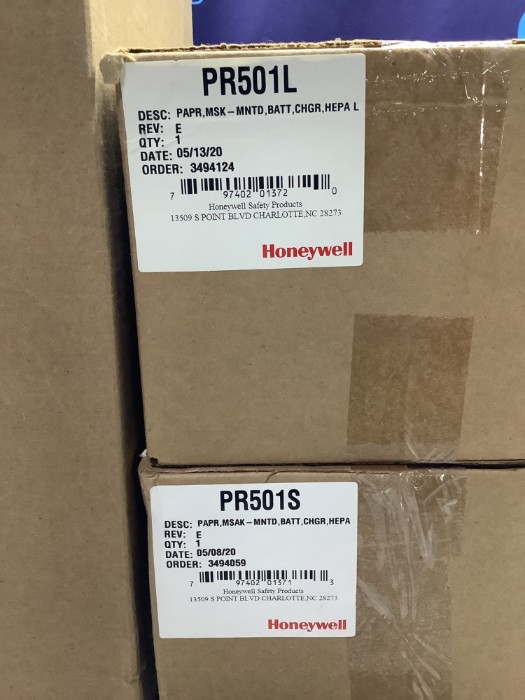 PR501L
DESC: PAPR,MSK-MNTD,BATT,CHGR,HEPA L
REV: E
QTY: 1
DATE: 05/13/20
ORDER: 3494124
7 97402 01372 0
Honeywell Safety Products
13509 S POINT BLVD CHARLOTTE,NC 28273
Honeywell
PR501S
DESC: PAPR,MSAK-MNTD,BATT,CHGR,HEPA
REV: E
QTY: 1
DATE: 05/08/20
ORDER: 3494059
7 97402 01371 3
Honeywell Safety Products
13509 S POINT BLVD CHARLOTTE,NC 28273
Honeywell